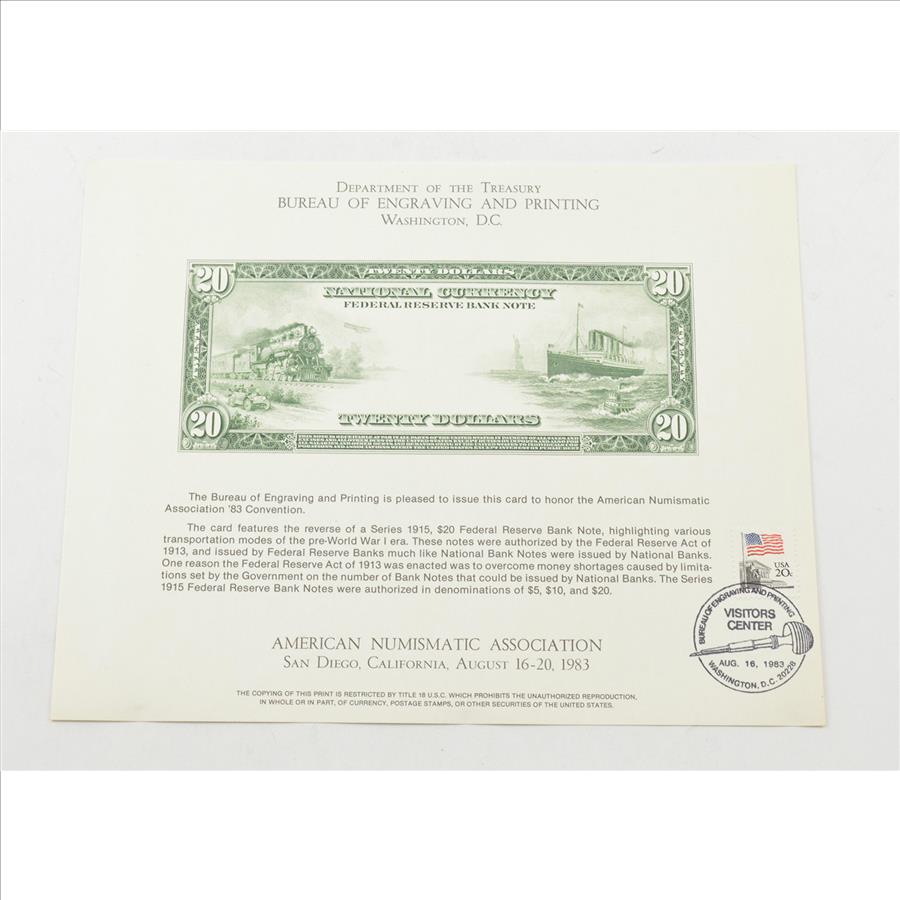 DEPARTMENT OF THE TREASURY
BUREAU OF ENGRAVING AND PRINTING
WASHINGTON, D.C.
20
TWENTY DOLLARS
20
NATIONAL CURRENCY
FEDERAL RESERVE BANK NOTE
TWENTY
TWENTY
20
TWENTY DOLLARS
20
The Bureau of Engraving and Printing is pleased to issue this card to honor the American Numismatic
Association '83 Convention.
The card features the reverse of a Series 1915, $20 Federal Reserve Bank Note, highlighting various
transportation modes of the pre-World War I era. These notes were authorized by the Federal Reserve Act of
1913, and issued by Federal Reserve Banks much like National Bank Notes were issued by National Banks.
One reason the Federal Reserve Act of 1913 was enacted was to overcome money shortages caused by limita-
tions set by the Government on the number of Bank Notes that could be issued by National Banks. The Series
1915 Federal Reserve Bank Notes were authorized in denominations of $5, $10, and $20.
USA
20c
BUREAU OF ENGRAVING AND PRINTING
VISITORS
CENTER
AUG. 16, 1983
WASHINGTON, D.C. 20228
AMERICAN NUMISMATIC ASSOCIATION
SAN DIEGO, CALIFORNIA, AUGUST 16-20, 1983
THE COPYING OF THIS PRINT IS RESTRICTED BY TITLE 18 U.S.C. WHICH PROHIBITS THE UNAUTHORIZED REPRODUCTION,
IN WHOLE OR IN PART, OF CURRENCY, POSTAGE STAMPS, OR OTHER SECURITIES OF THE UNITED STATES.